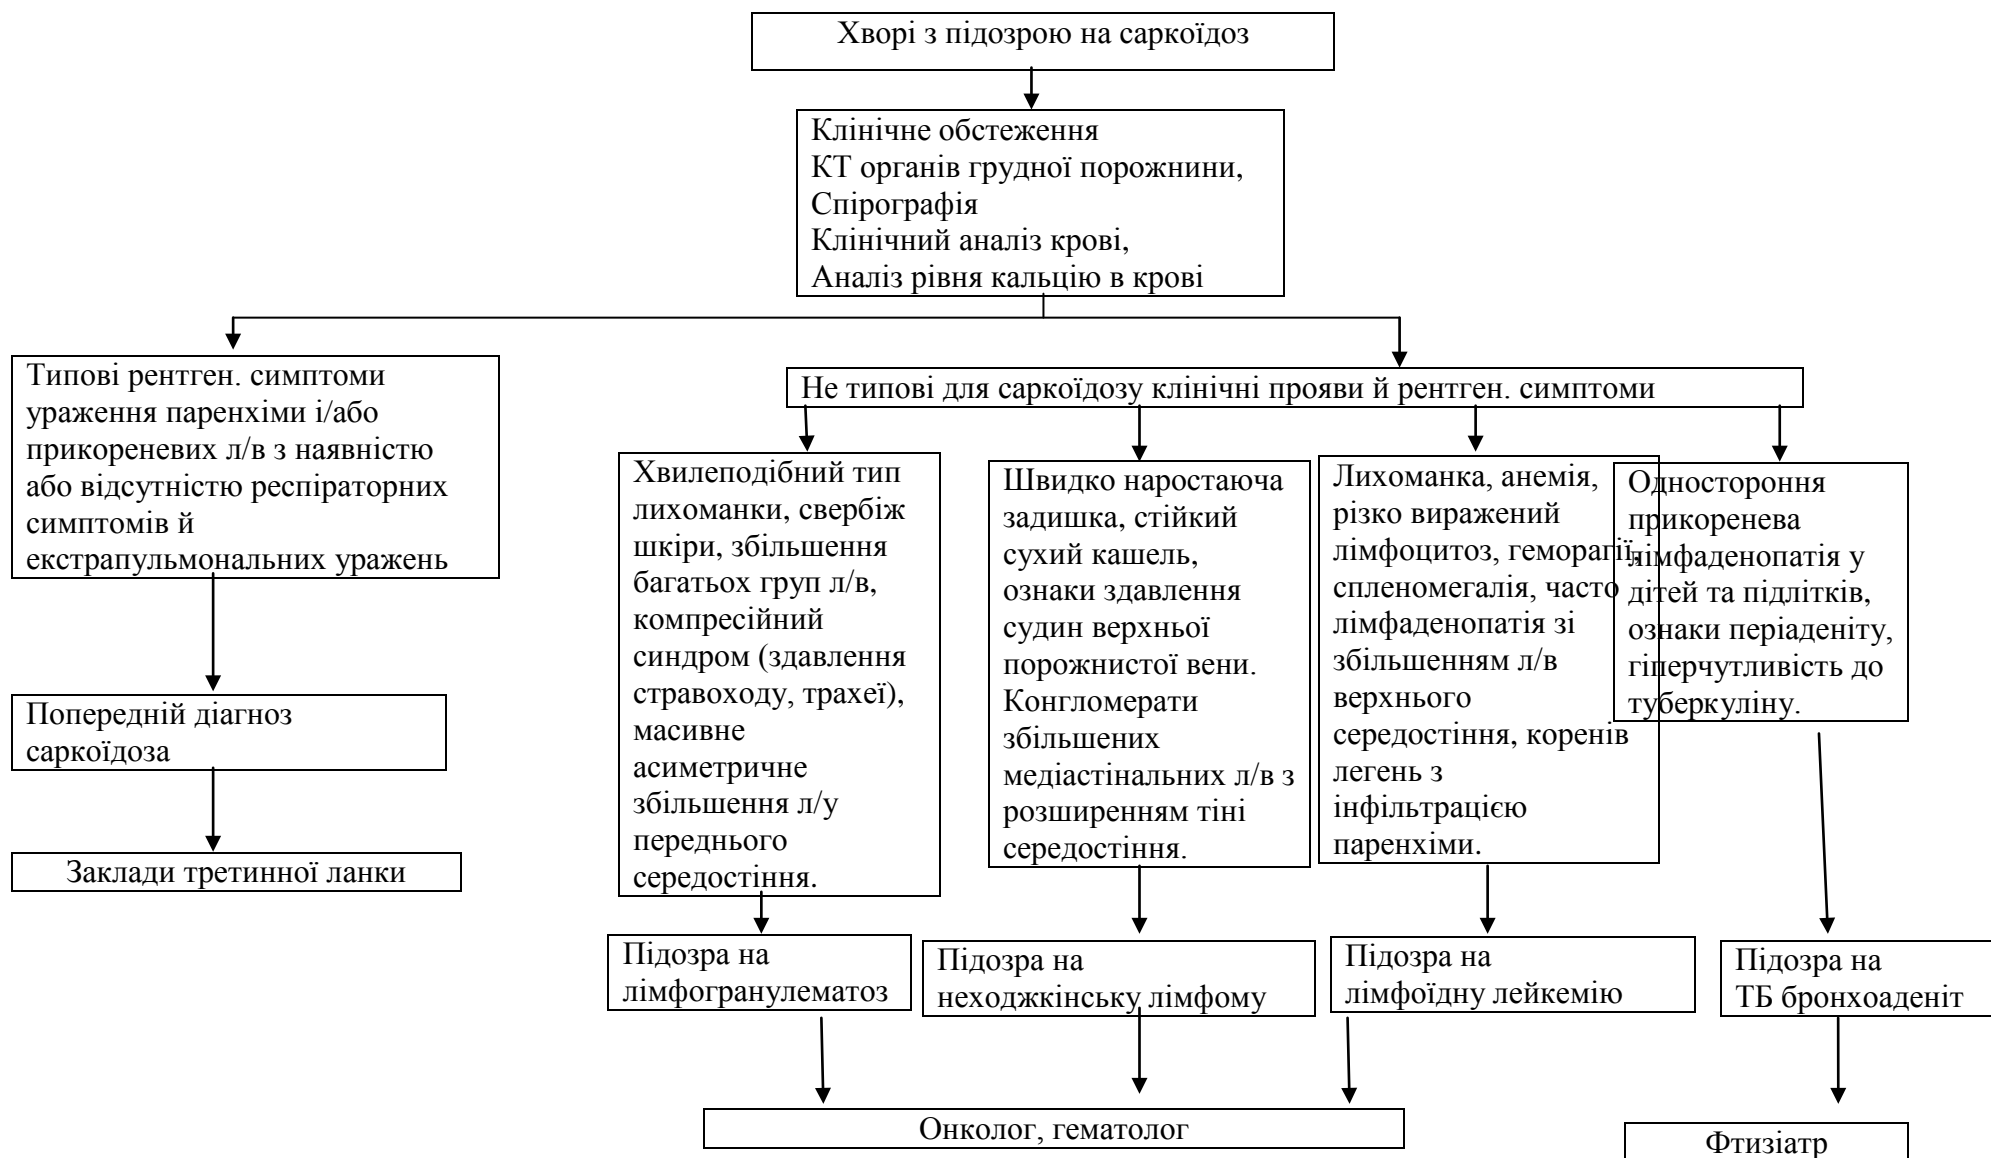 Хворі з підозрою на саркоїдоз
Клінічне обстеження
КТ органів грудної порожнини,
Спірографія
Клінічний аналіз крові,
Аналіз рівня кальцію в крові
Типові рентген. симптоми
ураження паренхіми і/або
прикореневих л/в з наявністю
або відсутністю респіраторних
симптомів й
екстрапульмональних уражень
Попередній діагноз
саркоїдоза
Заклади третинної ланки
Не типові для саркоїдозу клінічні прояви й рентген. симптоми
Хвилеподібний тип
лихоманки, свербіж
шкіри, збільшення
багатьох груп л/в,
компресійний
синдром (здавлення
стравоходу, трахеї),
масивне
асиметричне
збільшення л/у
переднього
середостіння.
Швидко наростаюча
задишка, стійкий
сухий кашель,
ознаки здавлення
судин верхньої
порожнистої вени.
Конгломерати
збільшених
медіастінальних л/в з
розширенням тіні
середостіння.
Лихоманка, анемія,
різко виражений
лімфоцитоз, геморагії,
спленомегалія, часто
лімфаденопатія зі
збільшенням л/в
верхнього
середостіння, коренів
легень з
інфільтрацією
паренхіми.
Одностороння
прикоренева
лімфаденопатія у
дітей та підлітків,
ознаки періаденіту,
гіперчутливість до
туберкуліну.
Підозра на
лімфогранулематоз
Підозра на
неходжкінську лімфому
Підозра на
лімфоїдну лейкемію
Підозра на
ТБ бронхоаденіт
Онколог, гематолог
Фтизіатр